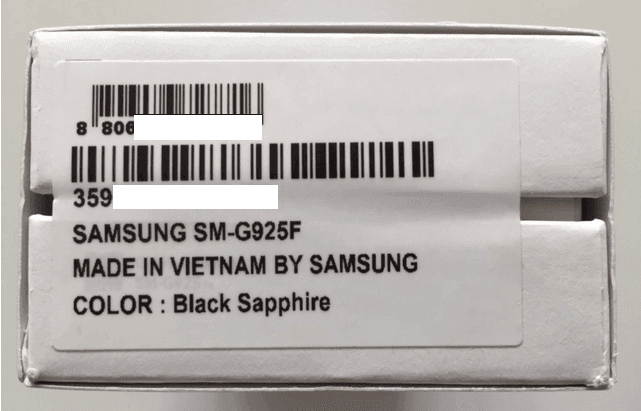 8 806
359
SAMSUNG SM-G925F
MADE IN VIETNAM BY SAMSUNG
COLOR : Black Sapphire